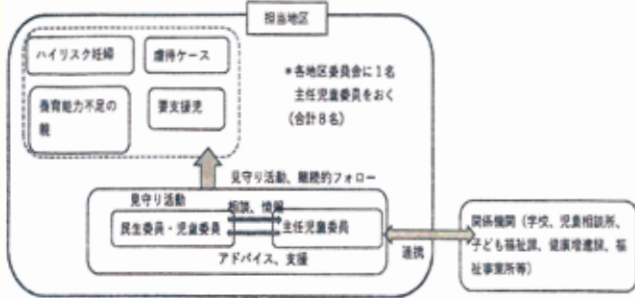 担当地区
ハイリスク妊婦
虐待ケース
養育能力不足の
親
要支援児
*各地区委員会に1名
主任児童委員をおく
(合計8名)
見守り活動、継続的フォロー
見守り活動
相談、情報
民生委員・児童委員
主任児童委員
アドバイス、支援
連携
関係機関(学校、児童相談所、
子ども福祉課、健康増進課、福
祉事業所等)